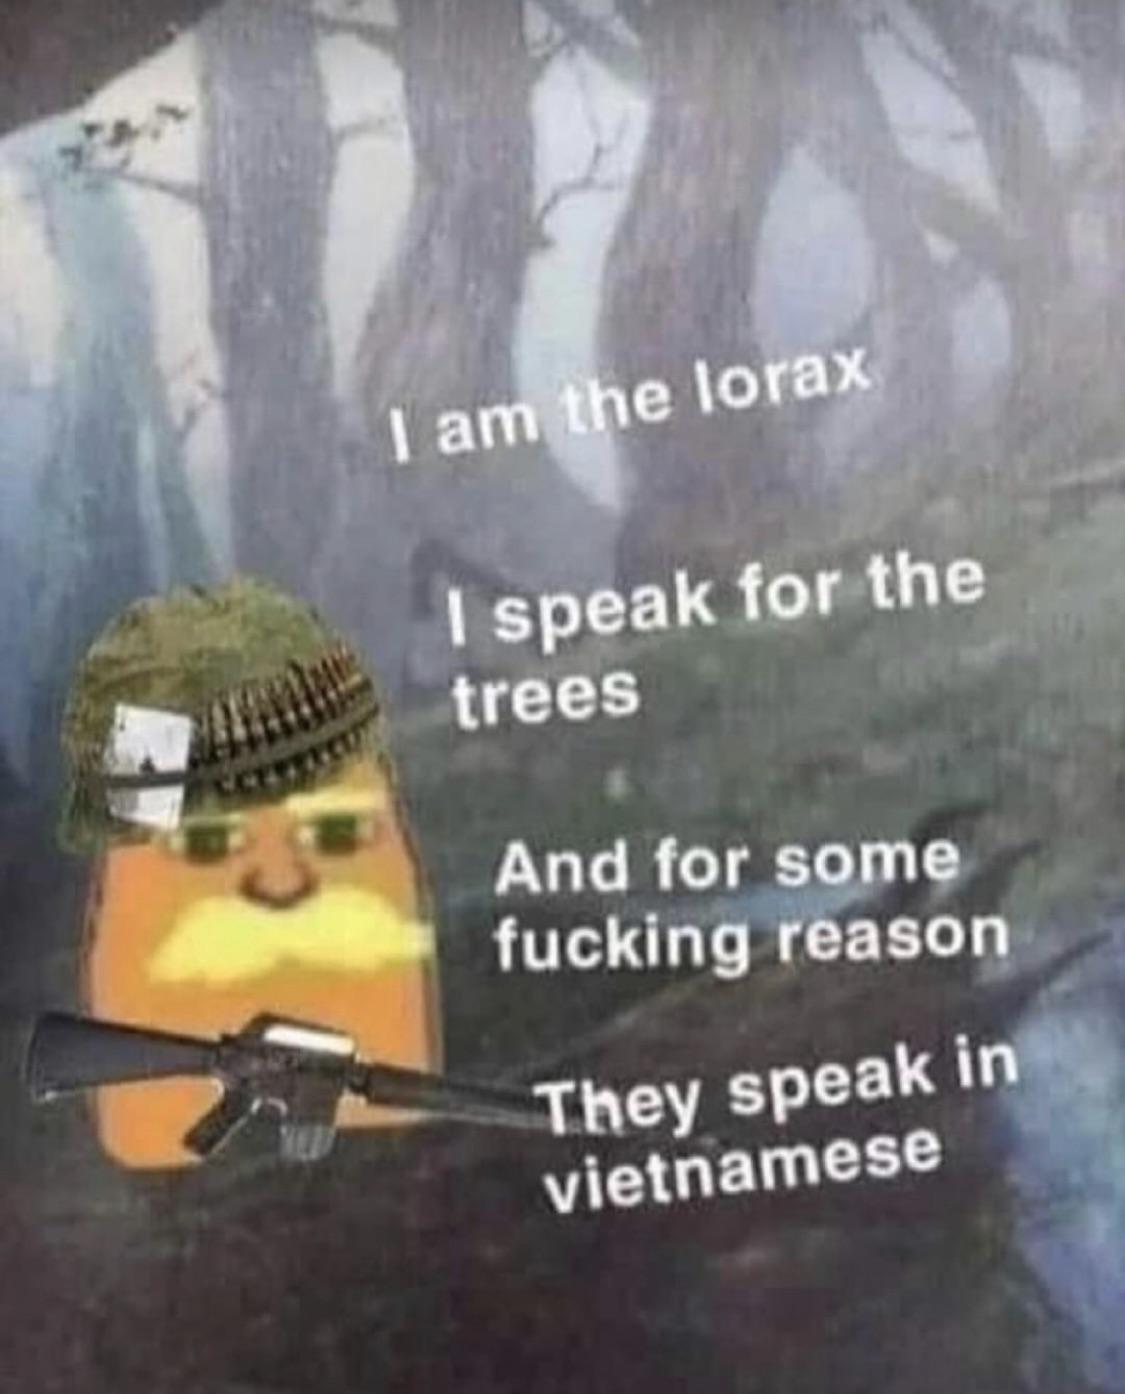 I am the lorax
I speak for the
trees
And for some
fucking reason
They speak in
vietnamese